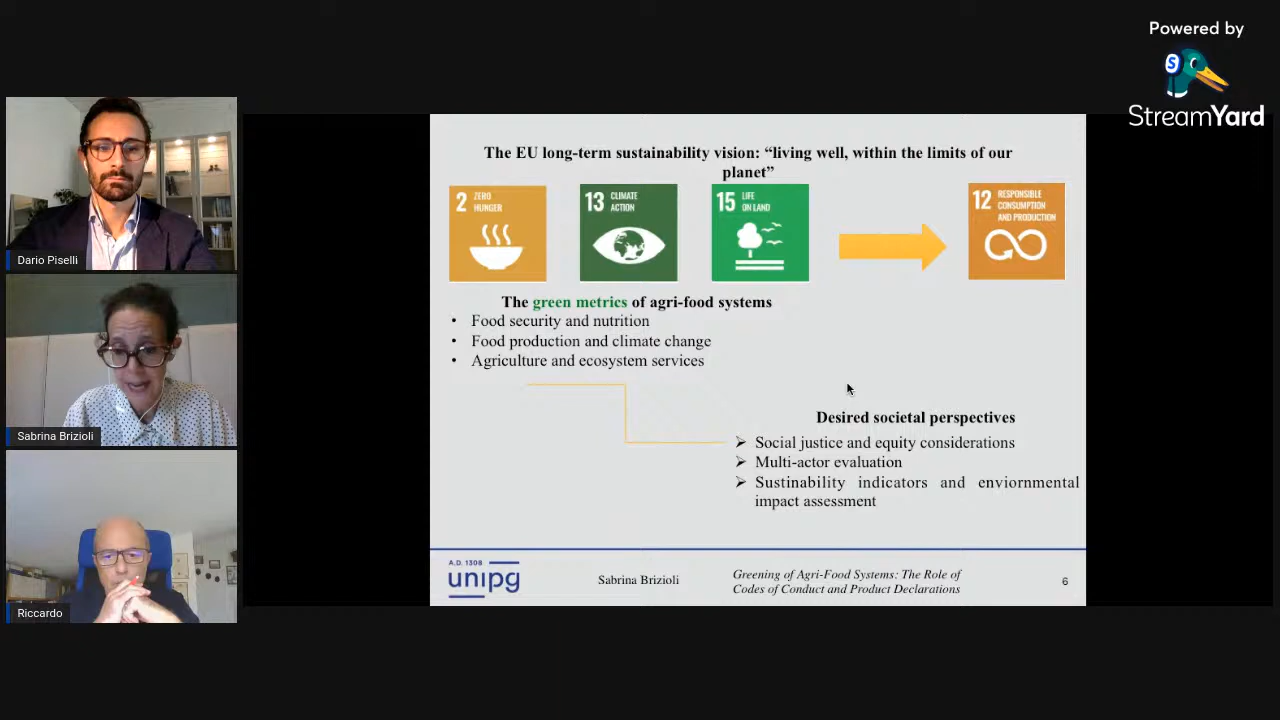 Powered by
StreamYard
Dario Piselli
Sabrina Brizioli
Riccardo
The EU long-term sustainability vision: “living well, within the limits of our
planet”
2 ZERO
HUNGER
13 CLIMATE
ACTION
15 LIFE
ON LAND
12 RESPONSIBLE
CONSUMPTION
AND PRODUCTION
The green metrics of agri-food systems
• Food security and nutrition
• Food production and climate change
• Agriculture and ecosystem services
Desired societal perspectives
➢ Social justice and equity considerations
➢ Multi-actor evaluation
➢ Sustinability indicators and enviornmental
impact assessment
A.D. 1308
unipg
Sabrina Brizioli
Greening of Agri-Food Systems: The Role of
Codes of Conduct and Product Declarations
6